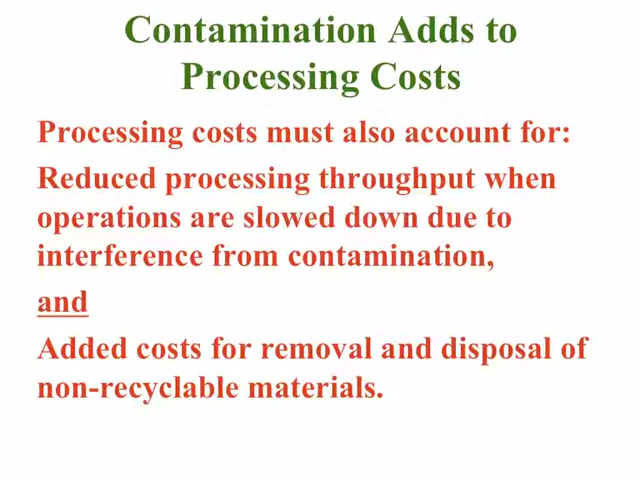 Contamination Adds to
Processing Costs
Processing costs must also account for:
Reduced processing throughput when
operations are slowed down due to
interference from contamination,
and
Added costs for removal and disposal of
non-recyclable materials.